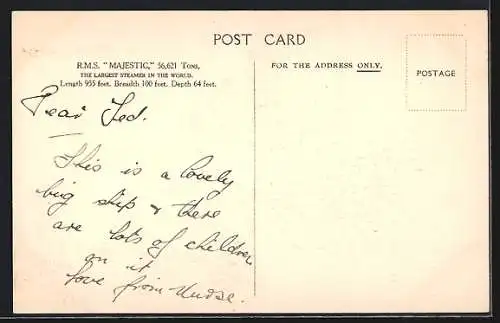 POST CARD
R.M.S. "MAJESTIC," 56,621 Tons,
THE LARGEST STEAMER IN THE WORLD.
Length 955 feet. Breadth 100 feet. Depth 64 feet.
FOR THE ADDRESS ONLY.
POSTAGE
Dear Ted.
This is a lovely
big ship & there
are lots of children
on it
love from Nurse.